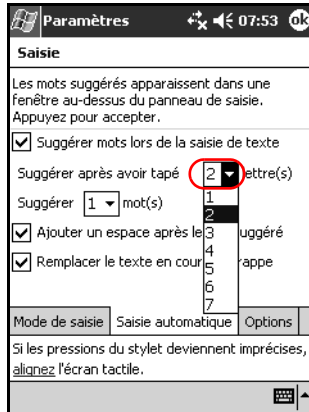 Paramètres 07:53 ok
Saisie
Les mots suggérés apparaissent dans une
fenêtre au-dessus du panneau de saisie.
Appuyez pour accepter.
Suggérer mots lors de la saisie de texte
Suggérer après avoir tapé 2 lettre(s)
Suggérer 1 mot(s)
1
2
Ajouter un espace après le 3 uggéré
4
Remplacer le texte en cour 5 rappe
6
7
Mode de saisie Saisie automatique Options
Si les pressions du stylet deviennent imprécises,
alignez l'écran tactile.